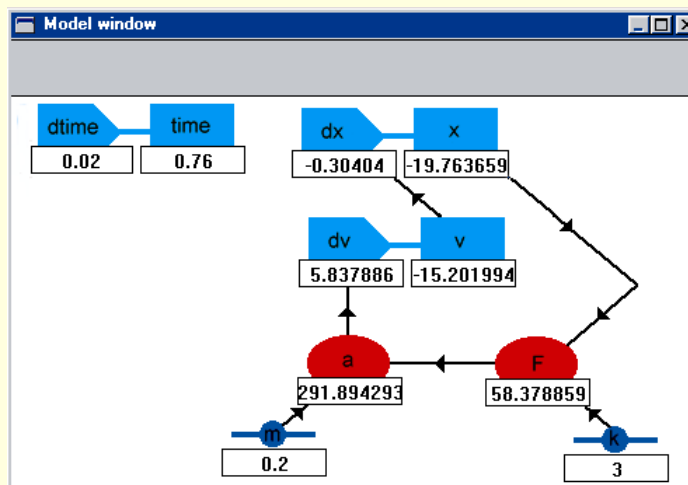 Model window
dtime
time
dx
x
0.02
0.76
-0.30404
-19.763659
dv
v
5.837886
-15.201994
a
F
291.894293
58.378859
m
k
0.2
3